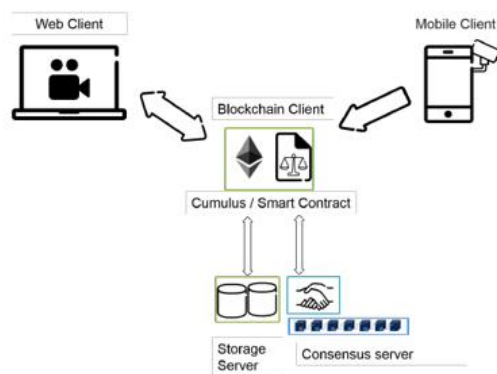 Web Client
Mobile Client
Blockchain Client
Cumulus / Smart Contract
Storage
Server
Consensus server